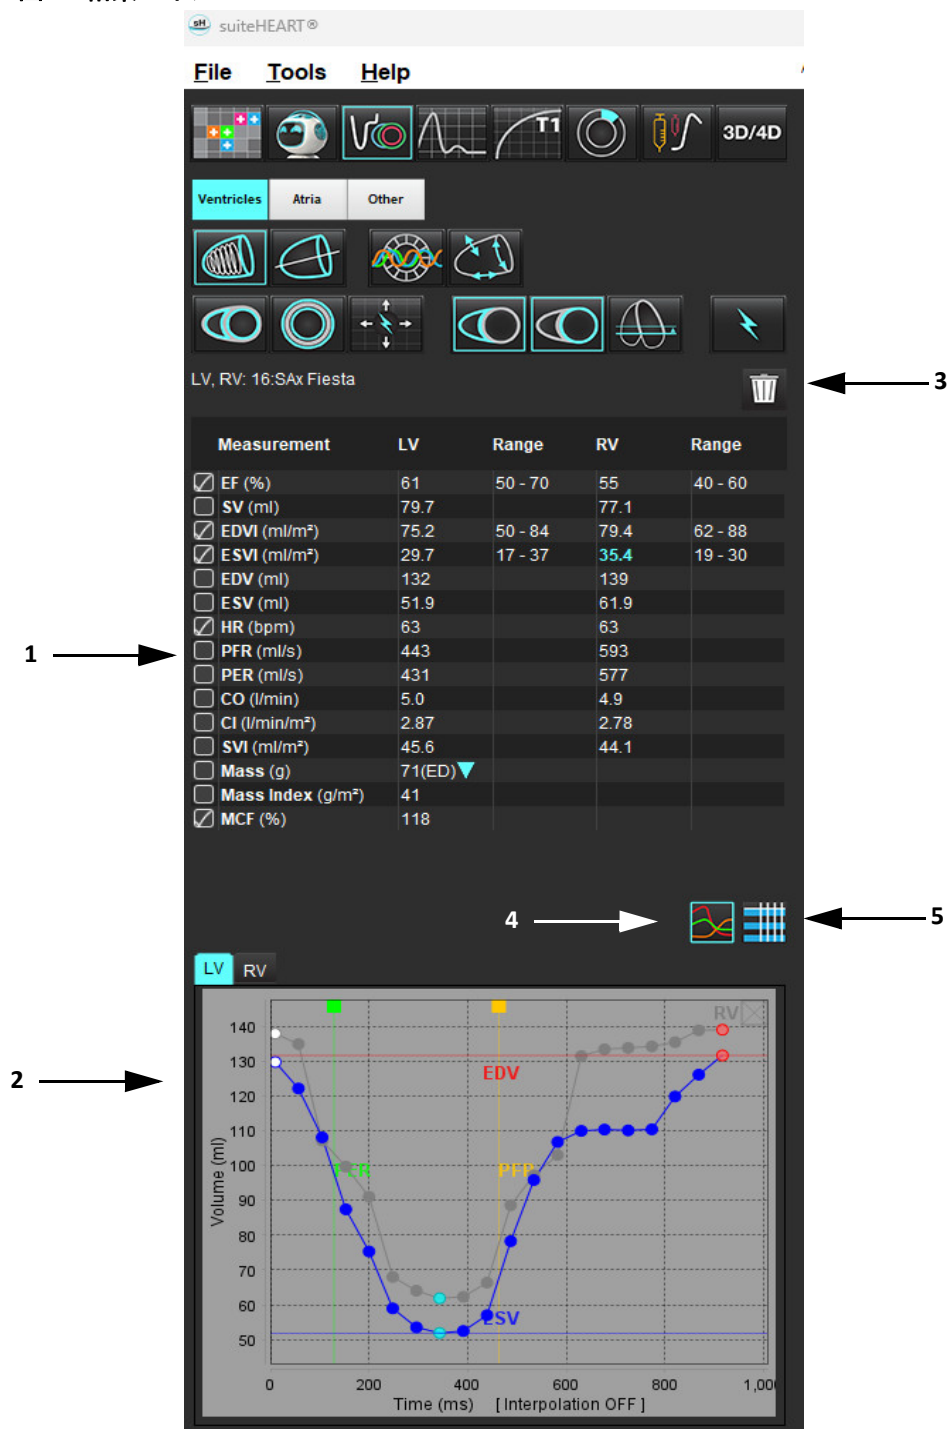 sH suiteHEART®
File Tools Help
T1 3D/4D
Ventricles Atria Other
LV, RV: 16:SAx Fiesta
3
Measurement LV Range RV Range
EF (%) 61 50 - 70 55 40 - 60
SV (ml) 79.7 77.1
EDVI (ml/m²) 75.2 50 - 84 79.4 62 - 88
ESVI (ml/m²) 29.7 17 - 37 35.4 19 - 30
EDV (ml) 132 139
ESV (ml) 51.9 61.9
HR (bpm) 63 63
1
PFR (ml/s) 443 593
PER (ml/s) 431 577
CO (l/min) 5.0 4.9
CI (l/min/m²) 2.87 2.78
SVI (ml/m²) 45.6 44.1
Mass (g) 71(ED)
Mass Index (g/m²) 41
MCF (%) 118
4 5
LV RV
RV
140
130
EDV
2
120
110
PER PFR
100
90
80
70
60
ESV
50
Volume (ml)
0 200 400 600 800 1,00
Time (ms) [ Interpolation OFF ]